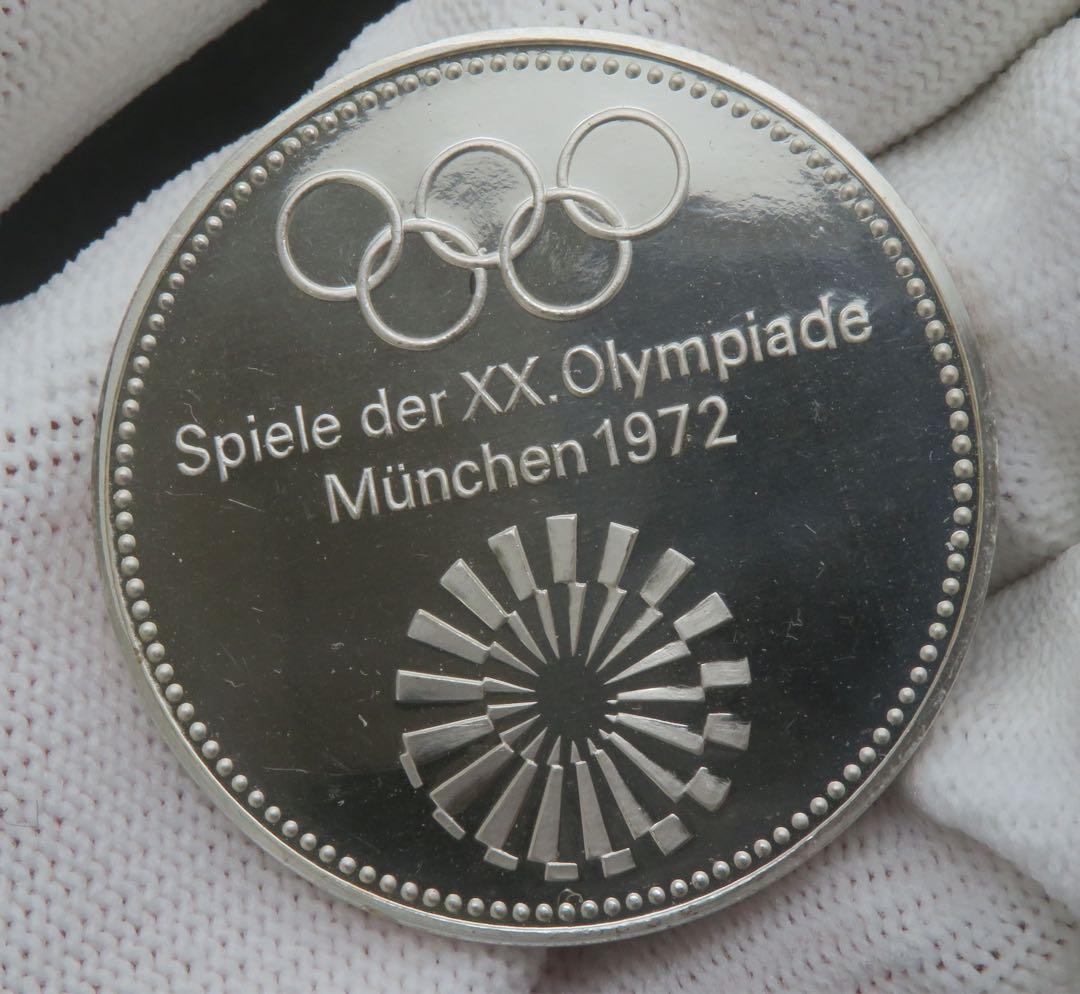 Spiele der XX. Olympiade
München 1972